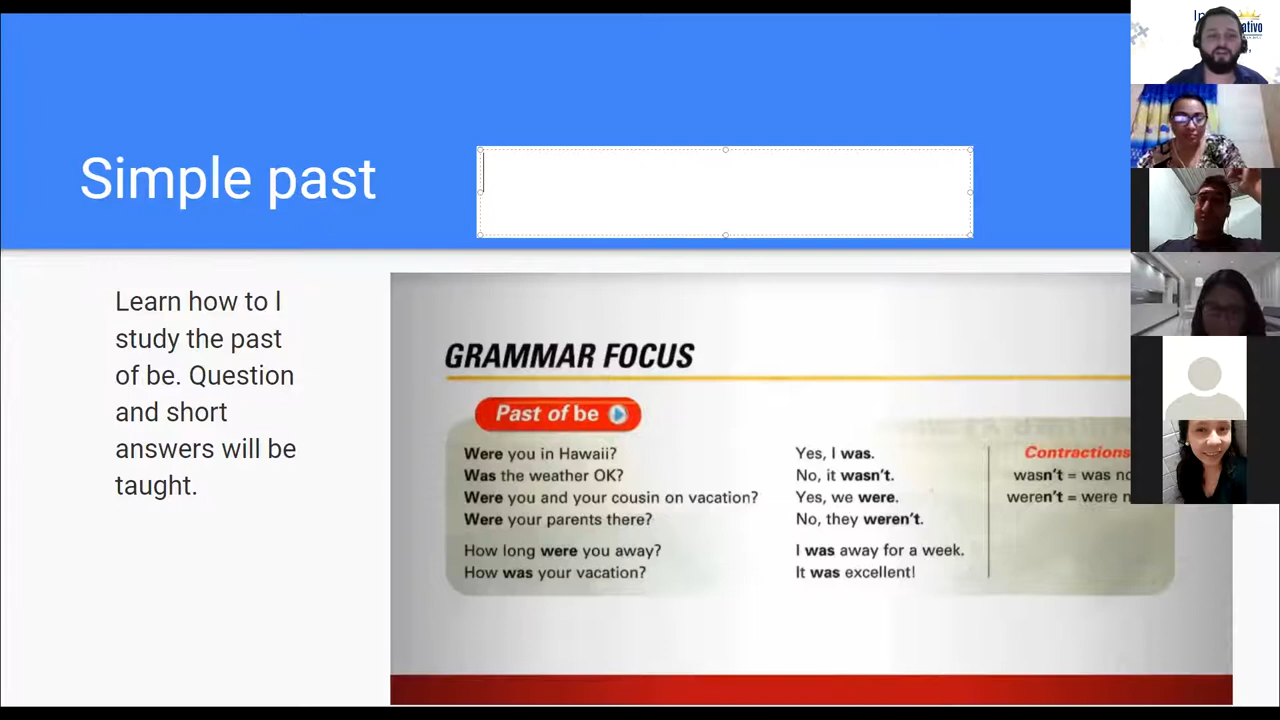 Simple past
Learn how to l
study the past
of be. Question
and short
answers will be
taught.
GRAMMAR FOCUS
Past of be
Were you in Hawaii?
Was the weather OK?
Were you and your cousin on vacation?
Were your parents there?
How long were you away?
How was your vacation?
Yes, I was.
No, it wasn't.
Yes, we were.
No, they weren't.
I was away for a week.
It was excellent!
Contractions
wasn't = was no
weren't = were n
In
ativo